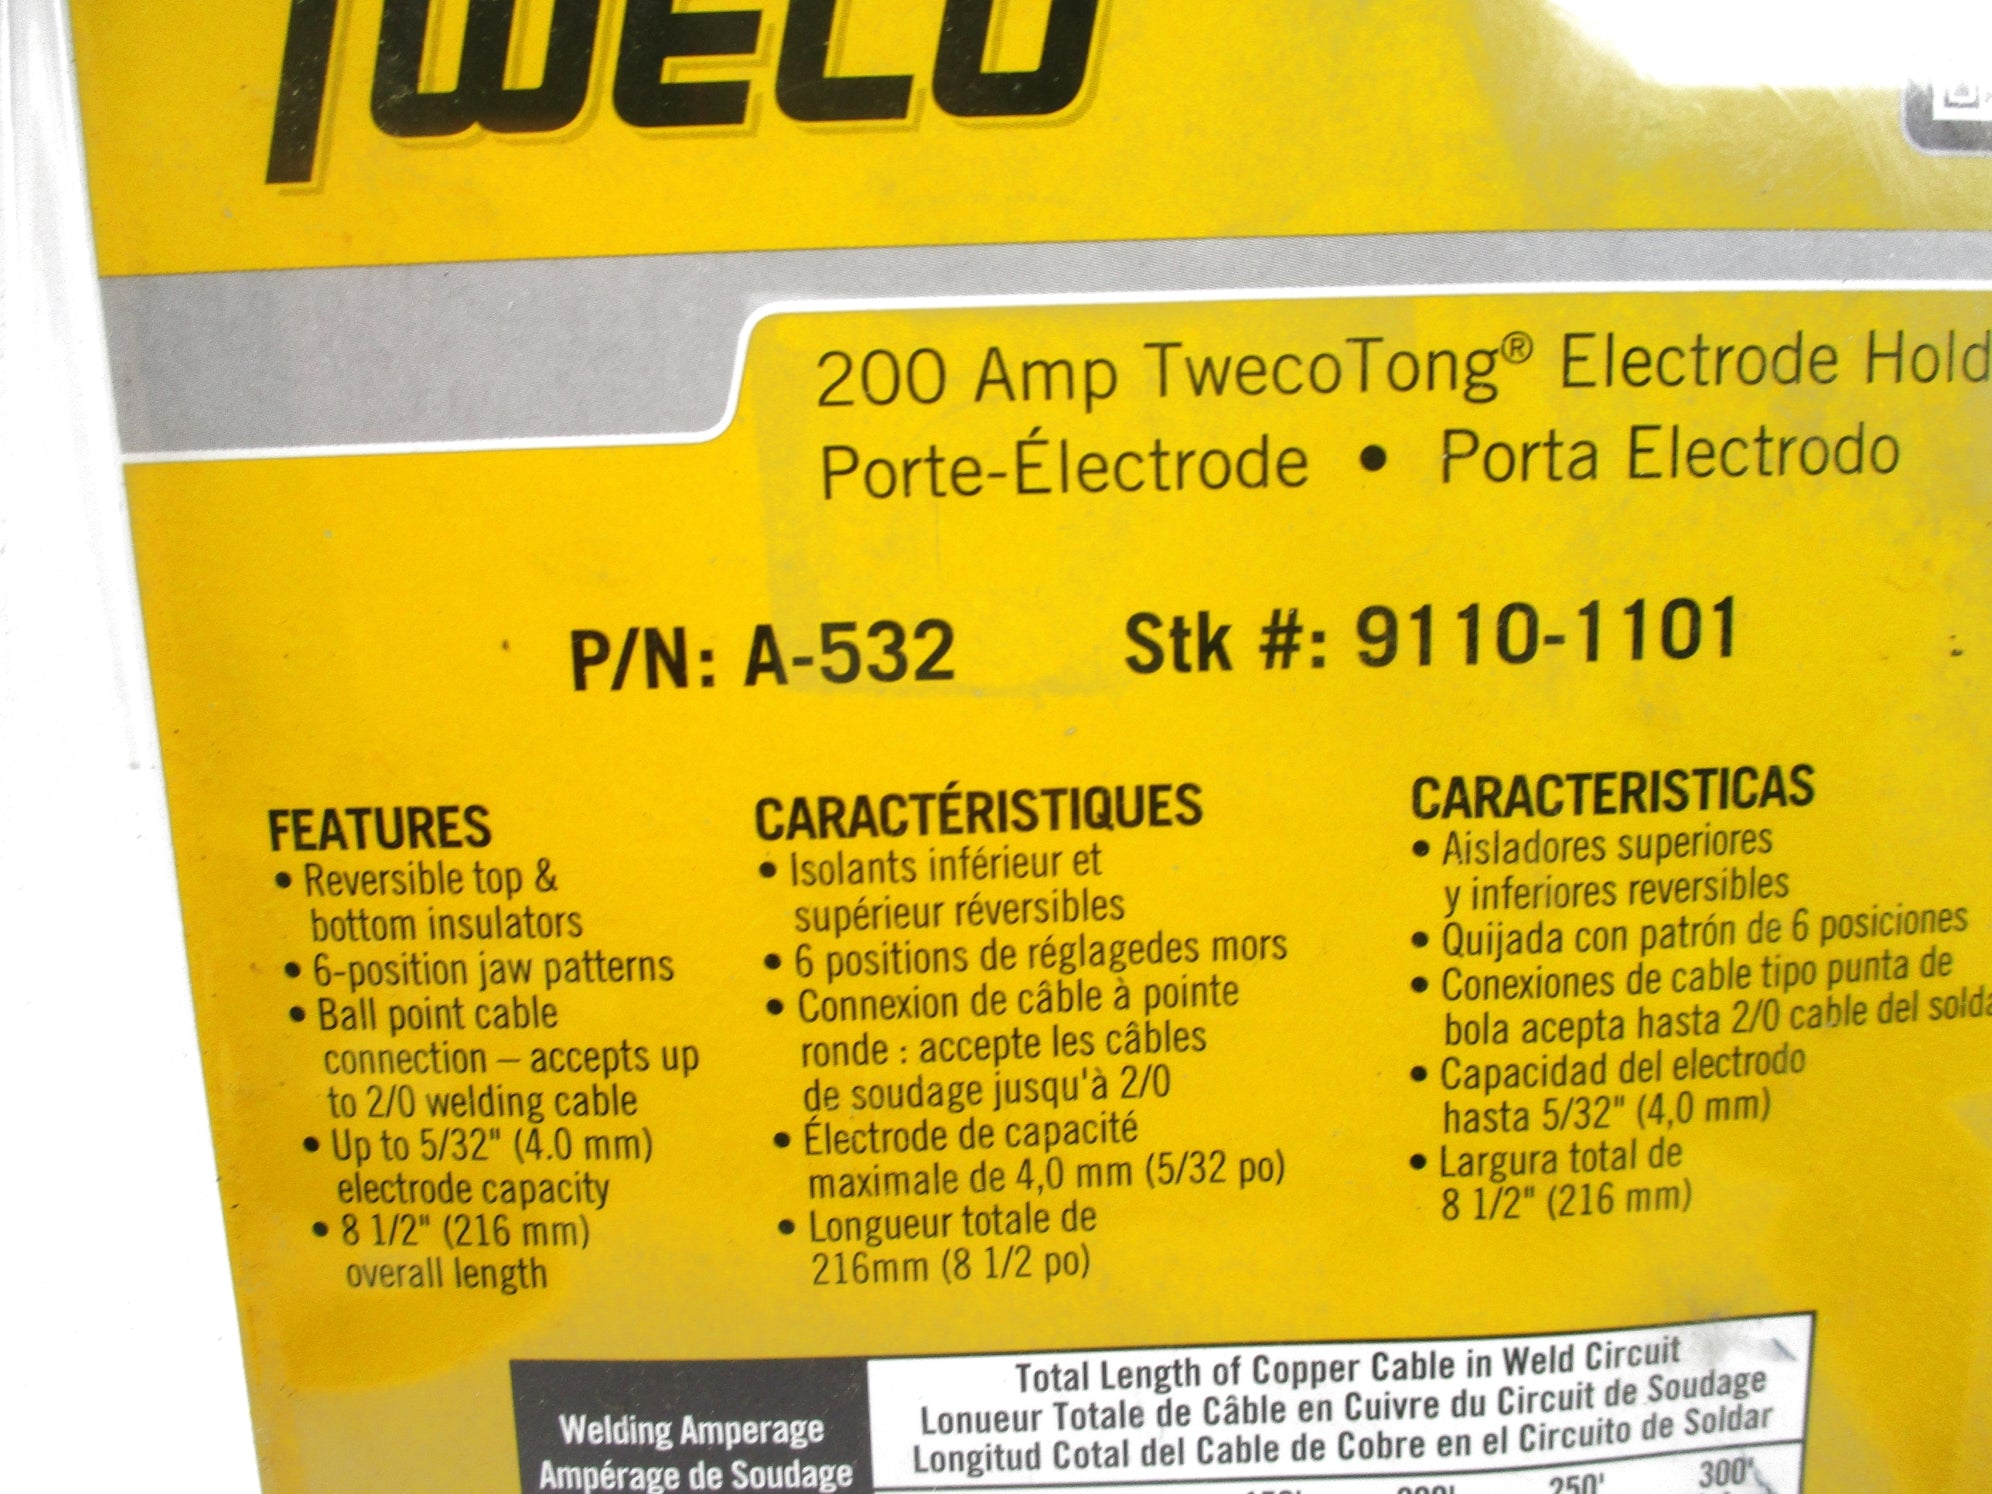 TWECO
200 Amp TwecoTong® Electrode Hold
Porte-Électrode • Porta Electrodo
P/N: A-532 Stk #: 9110-1101
FEATURES
• Reversible top &
bottom insulators
• 6-position jaw patterns
• Ball point cable
connection – accepts up
to 2/0 welding cable
• Up to 5/32" (4.0 mm)
electrode capacity
• 8 1/2" (216 mm)
overall length
CARACTÉRISTIQUES
• Isolants inférieur et
supérieur réversibles
• 6 positions de réglagedes mors
• Connexion de câble à pointe
ronde : accepte les câbles
de soudage jusqu'à 2/0
• Électrode de capacité
maximale de 4,0 mm (5/32 po)
• Longueur totale de
216mm (8 1/2 po)
CARACTERISTICAS
• Aisladores superiores
y inferiores reversibles
• Quijada con patrón de 6 posiciones
• Conexiones de cable tipo punta de
bola acepta hasta 2/0 cable del solda
• Capacidad del electrodo
hasta 5/32" (4,0 mm)
• Largura total de
8 1/2" (216 mm)
Welding Amperage
Ampérage de Soudage
Total Length of Copper Cable in Weld Circuit
Lonueur Totale de Câble en Cuivre du Circuit de Soudage
Longitud Cotal del Cable de Cobre en el Circuito de Soldar
250' 300'